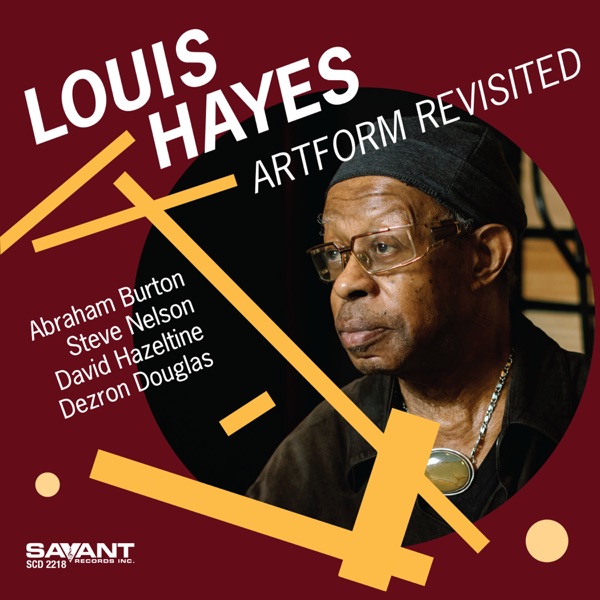 LOUIS
HAYES
ARTFORM REVISITED
Abraham Burton
Steve Nelson
David Hazeltine
Dezron Douglas
SAVANT
RECORDS INC.
SCD 2218